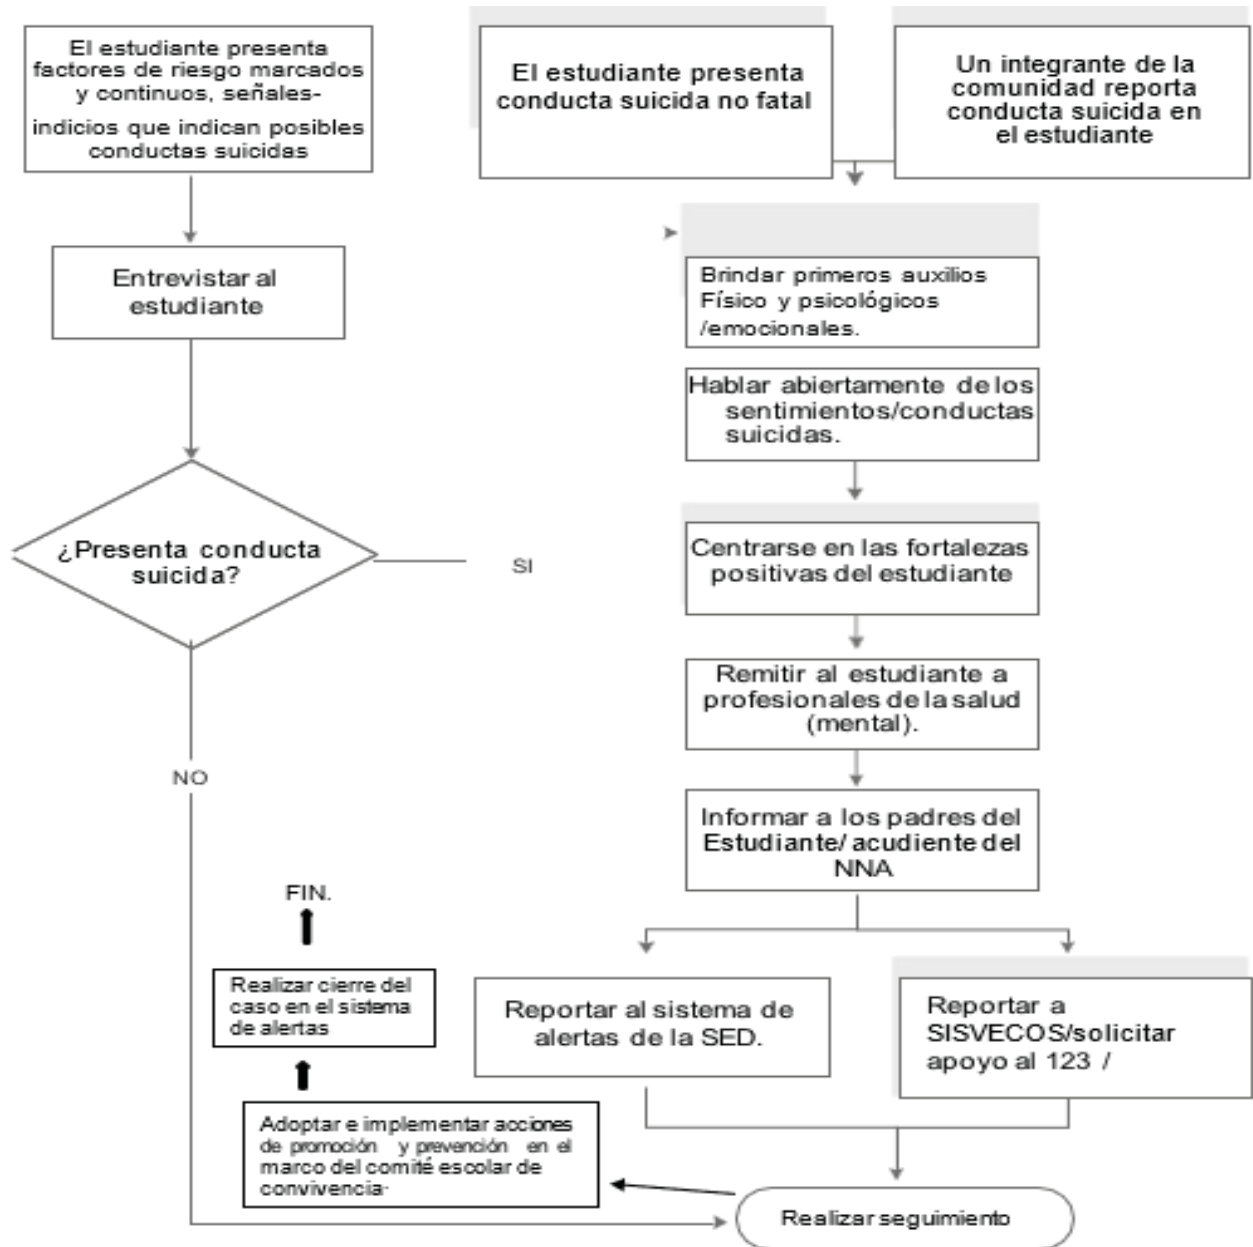 El estudiante presenta
factores de riesgo marcados
y continuos, señales-
indicios que indican posibles
conductas suicidas
El estudiante presenta
conducta suicida no fatal
Un integrante de la
comunidad reporta
conducta suicida en
el estudiante
Entrevistar al
estudiante
Brindar primeros auxilios
Físico y psicológicos
/emocionales.
Hablar abiertamente de los
sentimientos/conductas
suicidas.
¿Presenta conducta
suicida?
SI
Centrarse en las fortalezas
positivas del estudiante
Remitir al estudiante a
profesionales de la salud
(mental).
NO
Informar a los padres del
Estudiante/ acudiente del
NNA
FIN.
Realizar cierre del
caso en el sistema
de alertas
Reportar al sistema de
alertas de la SED.
Reportar a
SISVECOS/solicitar
apoyo al 123 /
Adoptar e implementar acciones
de promoción y prevención en el
marco del comité escolar de
convivencia·
Realizar seguimiento